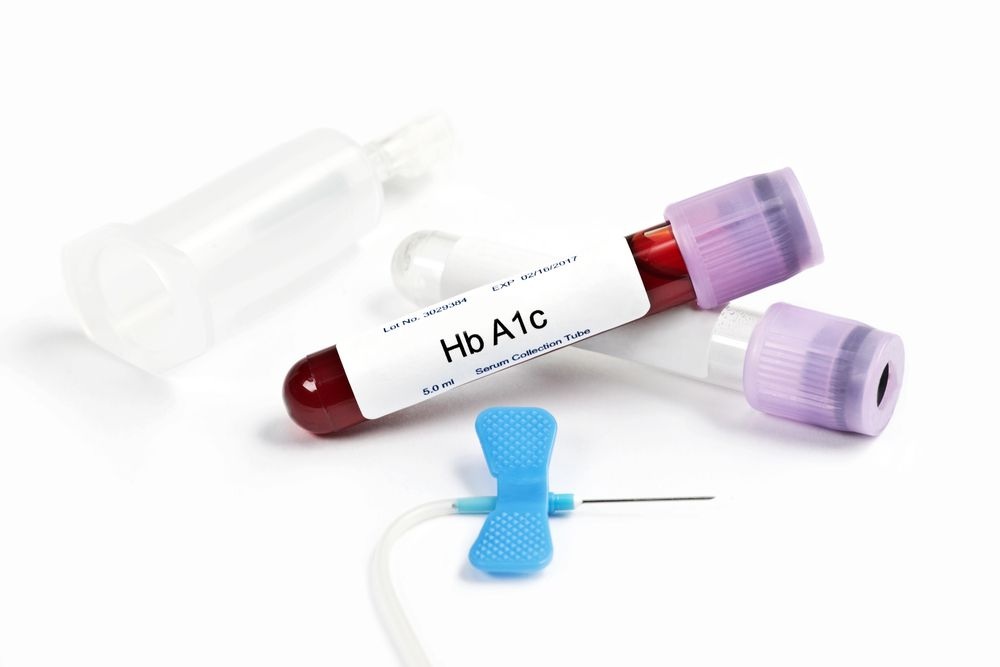 Lot No. 3029384 EXP 02/16/2017
Hb A1c
5.0 ml Serum Collection Tube